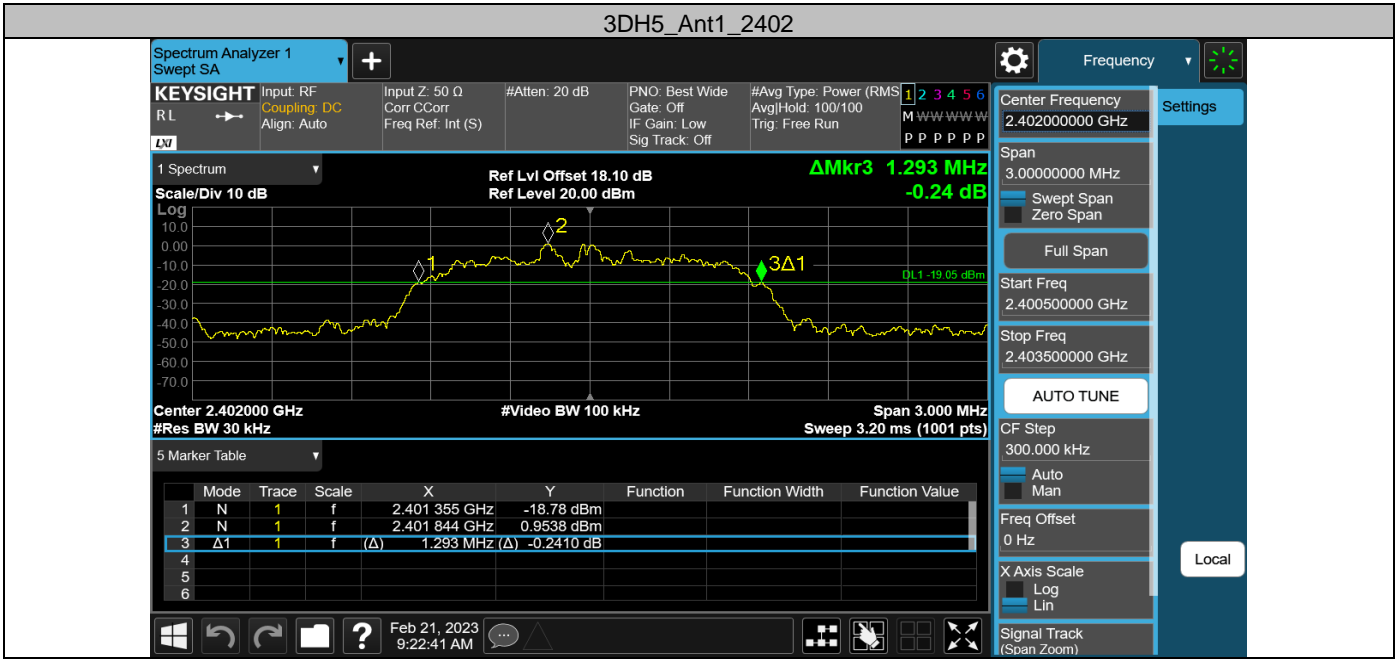 3DH5_Ant1_2402
Spectrum Analyzer 1
Swept SA
Frequency
KEYSIGHT
R L
LXI
Input: RF
Coupling: DC
Align: Auto
Input Z: 50 Ω
Corr CCorr
Freq Ref: Int (S)
#Atten: 20 dB
PNO: Best Wide
Gate: Off
IF Gain: Low
Sig Track: Off
#Avg Type: Power (RMS
Avg|Hold: 100/100
Trig: Free Run
1 2 3 4 5 6
M W W W W W
P P P P P P
1 Spectrum
Scale/Div 10 dB
Ref Lvl Offset 18.10 dB
Ref Level 20.00 dBm
ΔMkr3 1.293 MHz
-0.24 dB
Log
10.0
0.00
-10.0
-20.0
-30.0
-40.0
-50.0
-60.0
-70.0
1
2
3Δ1
DL1 -19.05 dBm
Center 2.402000 GHz
#Video BW 100 kHz
Span 3.000 MHz
#Res BW 30 kHz
Sweep 3.20 ms (1001 pts)
5 Marker Table
Mode Trace Scale X Y Function Function Width Function Value
1 N 1 f 2.401 355 GHz -18.78 dBm
2 N 1 f 2.401 844 GHz 0.9538 dBm
3 Δ1 1 f (Δ) 1.293 MHz (Δ) -0.2410 dB
4
5
6
Feb 21, 2023
9:22:41 AM
Center Frequency
2.402000000 GHz
Span
3.00000000 MHz
Swept Span
Zero Span
Full Span
Start Freq
2.400500000 GHz
Stop Freq
2.403500000 GHz
AUTO TUNE
CF Step
300.000 kHz
Auto
Man
Freq Offset
0 Hz
X Axis Scale
Log
Lin
Signal Track
(Span Zoom)
Settings
Local